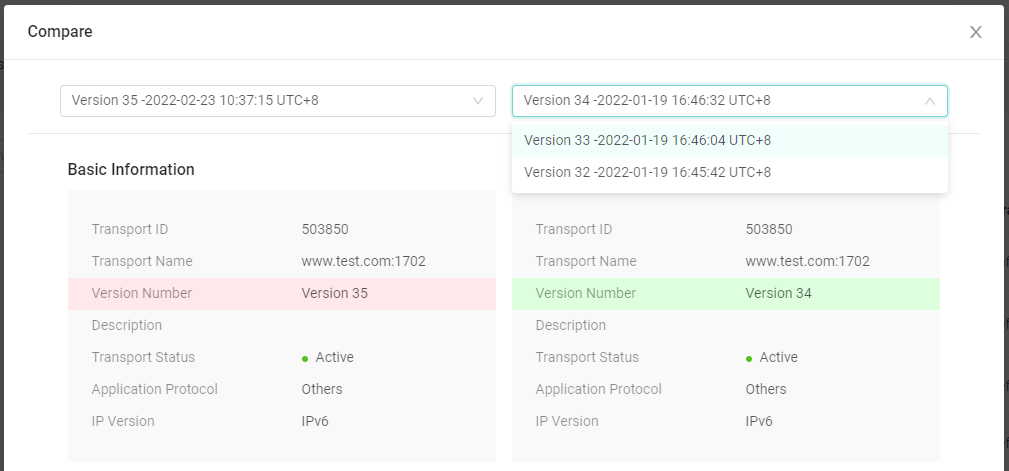 Compare
Version 35 -2022-02-23 10:37:15 UTC+8
Version 34 -2022-01-19 16:46:32 UTC+8
Version 33 -2022-01-19 16:46:04 UTC+8
Version 32 -2022-01-19 16:45:42 UTC+8
Basic Information
Transport ID 503850
Transport Name www.test.com:1702
Version Number Version 35
Description
Transport Status Active
Application Protocol Others
IP Version IPv6
Transport ID 503850
Transport Name www.test.com:1702
Version Number Version 34
Description
Transport Status Active
Application Protocol Others
IP Version IPv6